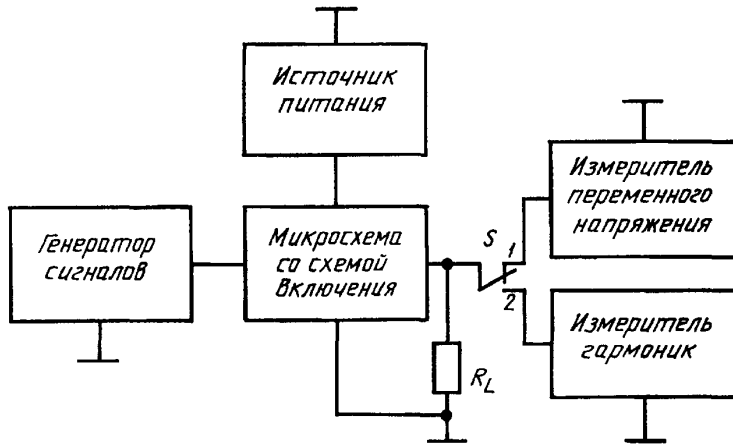 Источник
питания
Генератор
сигналов
Микросхема
со схемой
включения
S
1
2
R_L
Измеритель
переменного
напряжения
Измеритель
гармоник